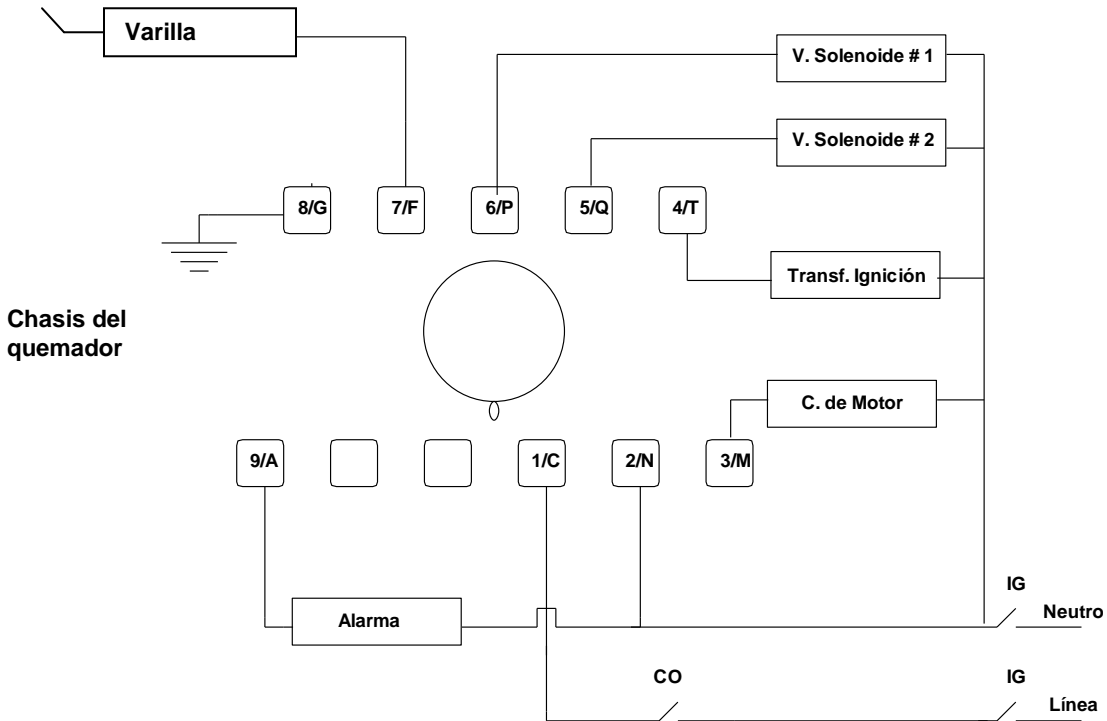 Varilla
V. Solenoide # 1
V. Solenoide # 2
8/G
7/F
6/P
5/Q
4/T
Transf. Ignición
Chasis del
quemador
C. de Motor
9/A
1/C
2/N
3/M
IG
Alarma
Neutro
CO
IG
Línea